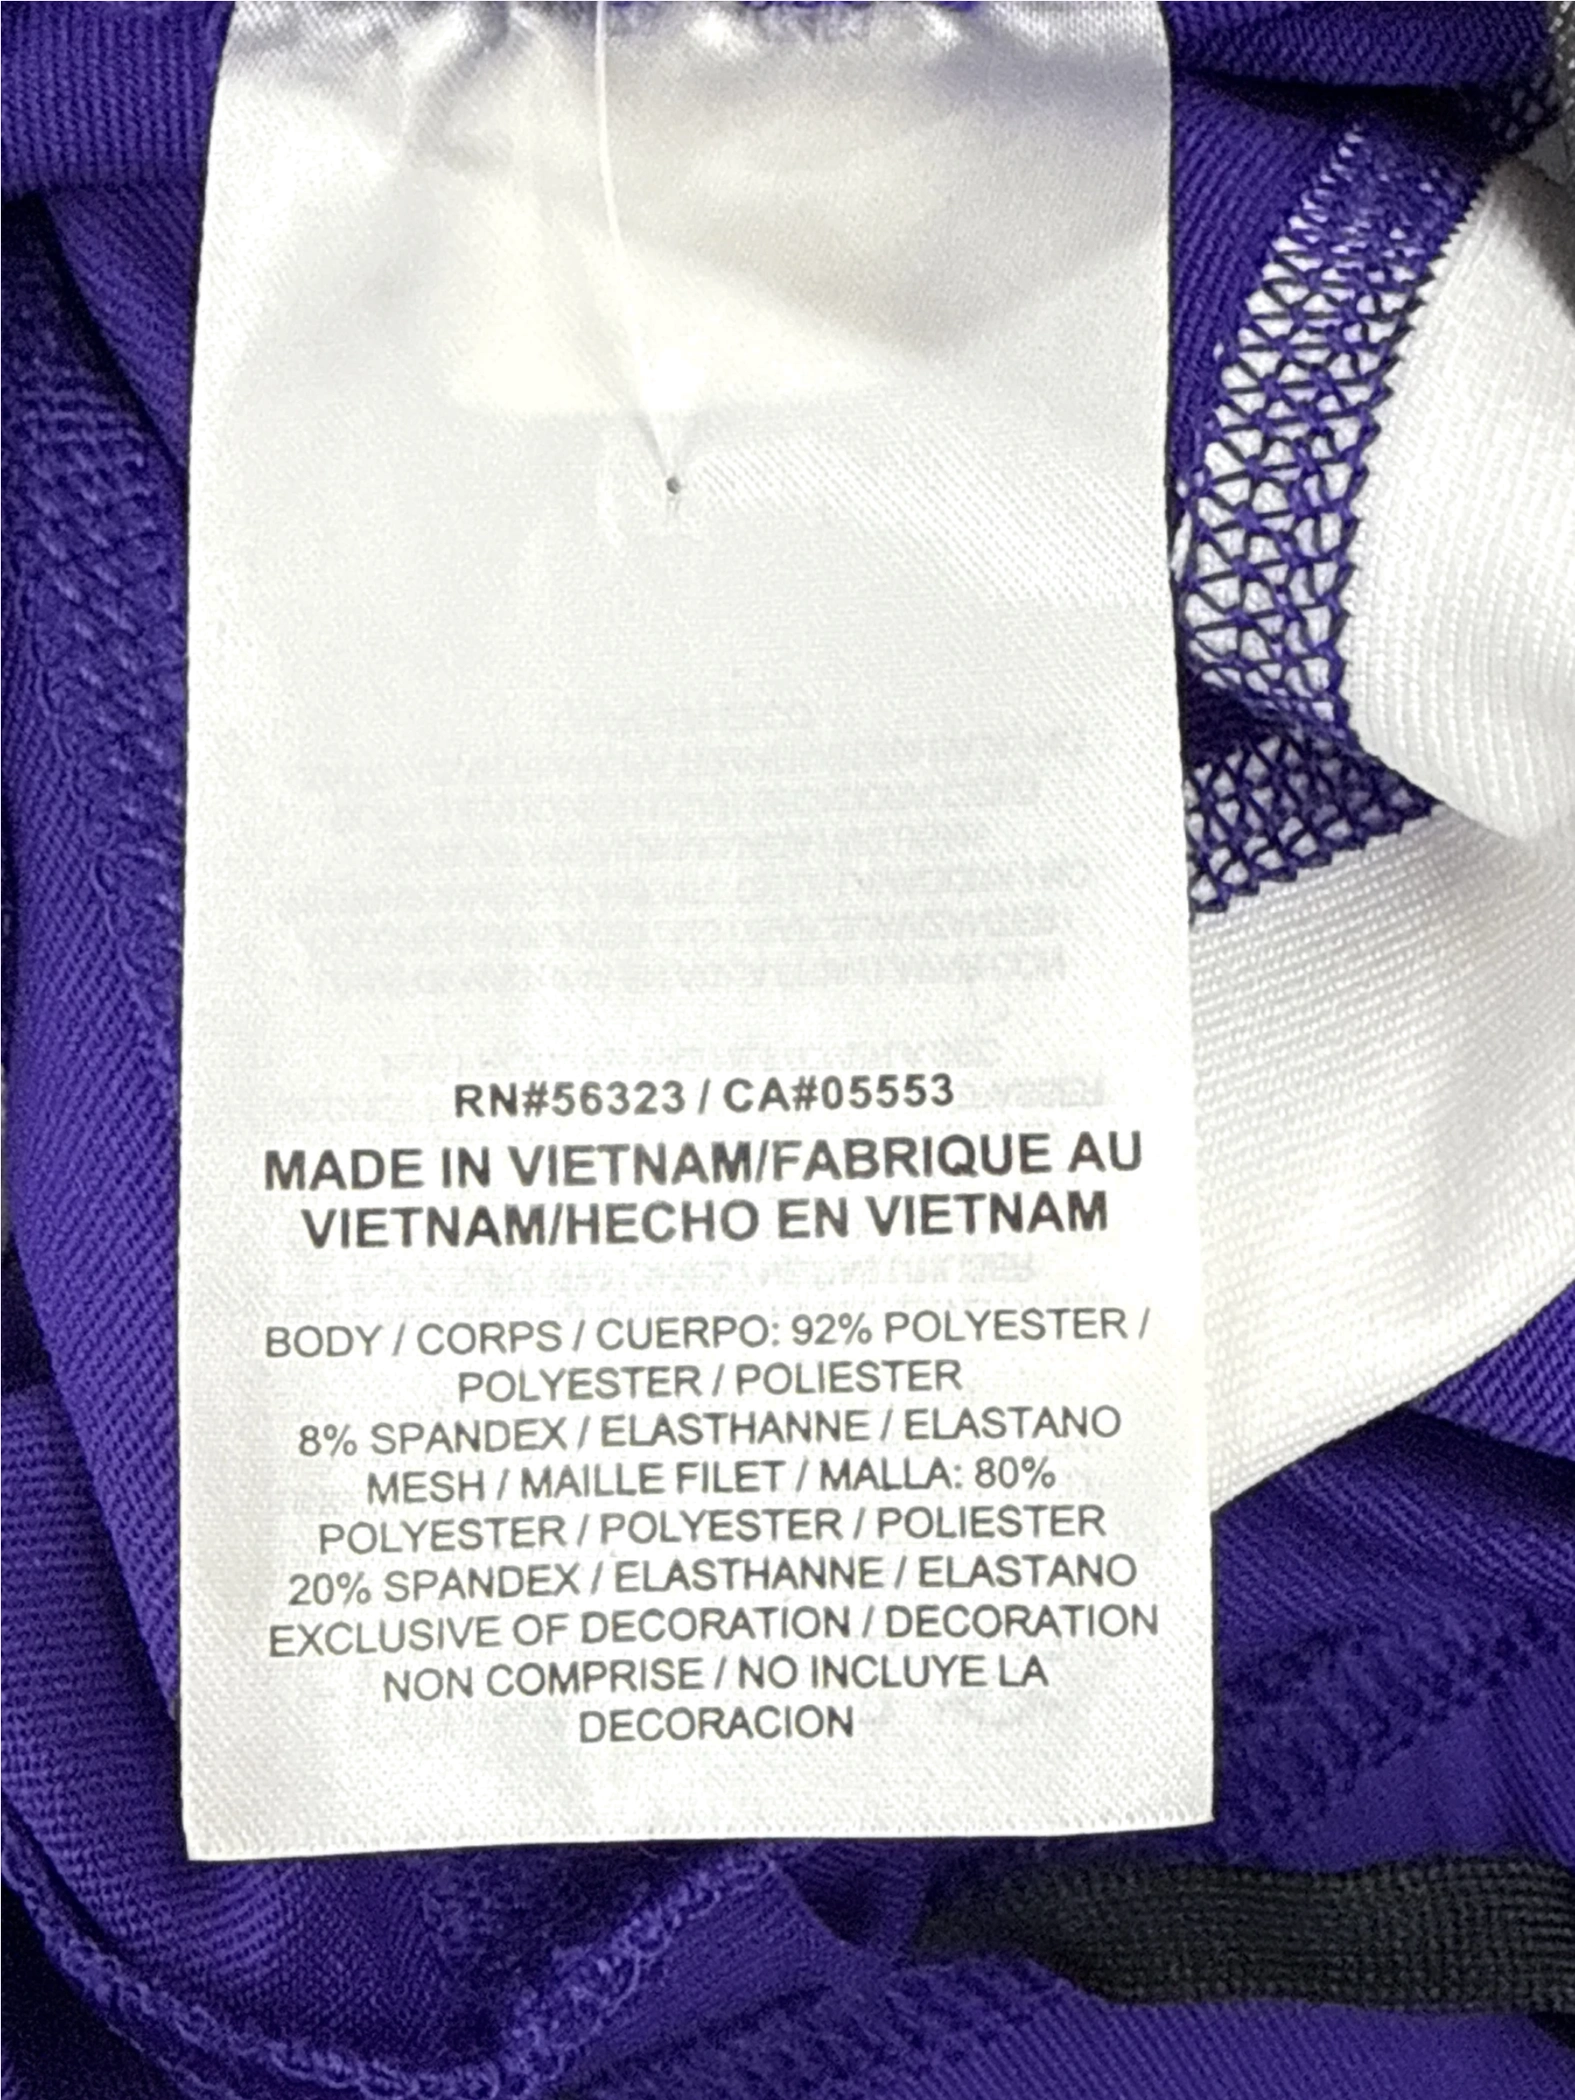 RN#56323 / CA#05553
MADE IN VIETNAM/FABRIQUE AU
VIETNAM/HECHO EN VIETNAM
BODY / CORPS / CUERPO: 92% POLYESTER /
POLYESTER / POLIESTER
8% SPANDEX / ELASTHANNE / ELASTANO
MESH / MAILLE FILET / MALLA: 80%
POLYESTER / POLYESTER / POLIESTER
20% SPANDEX / ELASTHANNE / ELASTANO
EXCLUSIVE OF DECORATION / DECORATION
NON COMPRISE / NO INCLUYE LA
DECORACION